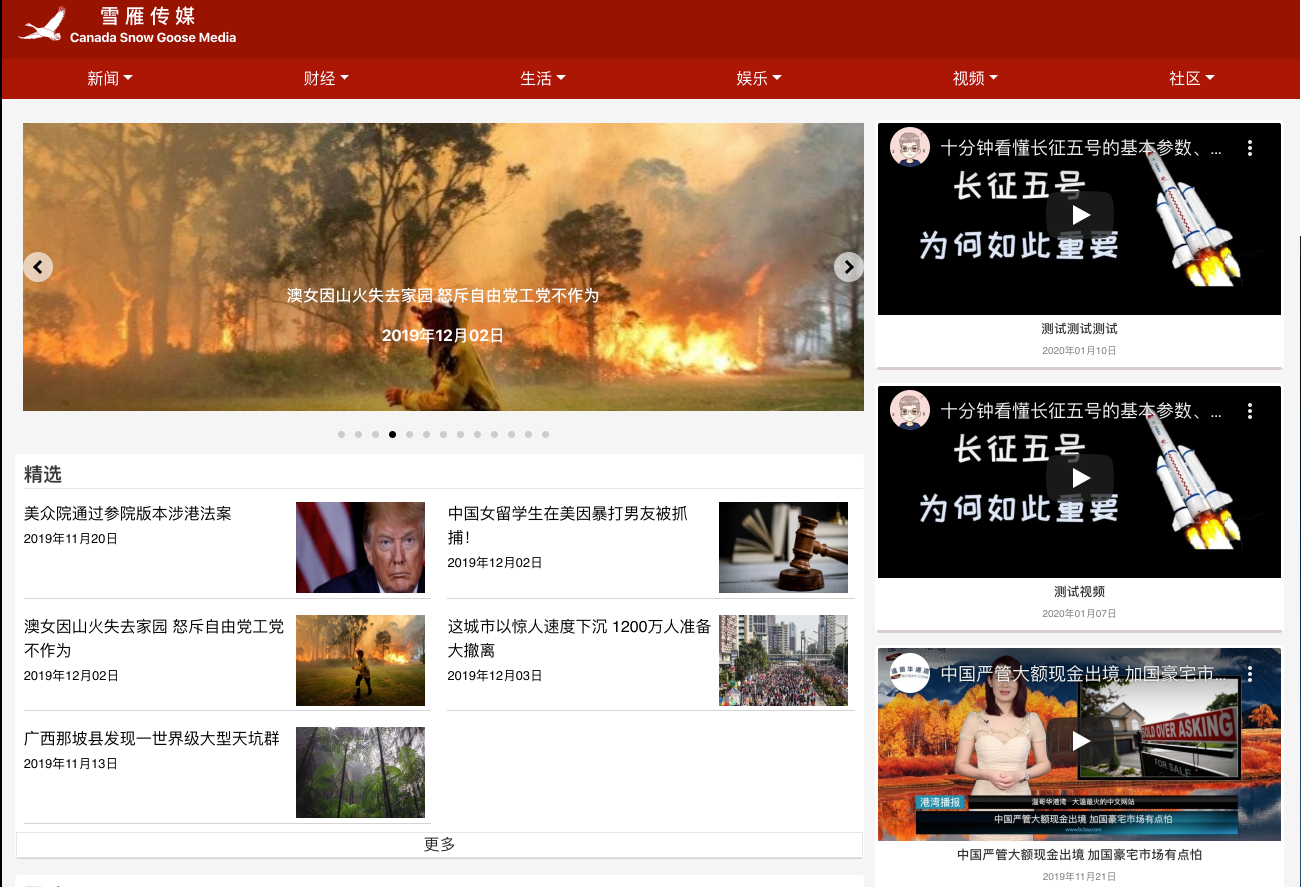 雪雁传媒
Canada Snow Goose Media
新闻
财经
生活
娱乐
视频
社区
澳女因山火失去家园 怒斥自由党工党不作为
2019年12月02日
精选
美众院通过参院版本涉港法案
2019年11月20日
中国女留学生在美因暴打男友被抓
捕！
2019年12月02日
澳女因山火失去家园 怒斥自由党工党
不作为
2019年12月02日
这城市以惊人速度下沉 1200万人准备
大撤离
2019年12月03日
广西那坡县发现一世界级大型天坑群
2019年11月13日
更多
十分钟看懂长征五号的基本参数、...
长征五号
为何如此重要
测试测试测试
2020年01月10日
十分钟看懂长征五号的基本参数、...
长征五号
为何如此重要
测试视频
2020年01月07日
中国严管大额现金出境 加国豪宅市...
SOLD OVER ASKING
FOR SALE
港湾播报
温哥华港湾 大温最火的中文网站
中国严管大额现金出境 加国豪宅市场有点怕
www.bcbay.com
中国严管大额现金出境 加国豪宅市场有点怕
2019年11月21日